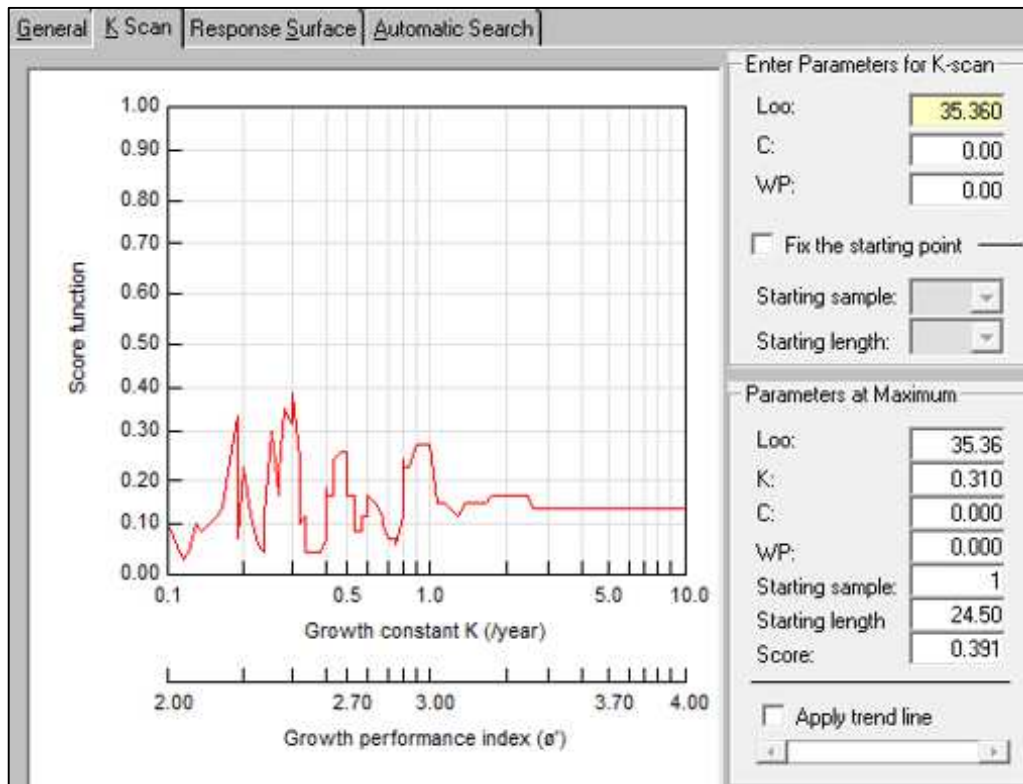 General K Scan Response Surface Automatic Search
1.00
0.90
0.80
0.70
0.60
0.50
0.40
0.30
0.20
0.10
0.00
Score function
0.1 0.5 1.0 5.0 10.0
Growth constant K (/year)
2.00 2.70 3.00 3.70 4.00
Growth performance index (ø')
Enter Parameters for K-scan
Loo: 35.360
C: 0.00
WP: 0.00
Fix the starting point
Starting sample:
Starting length:
Parameters at Maximum
Loo: 35.36
K: 0.310
C: 0.000
WP: 0.000
Starting sample: 1
Starting length 24.50
Score: 0.391
Apply trend line